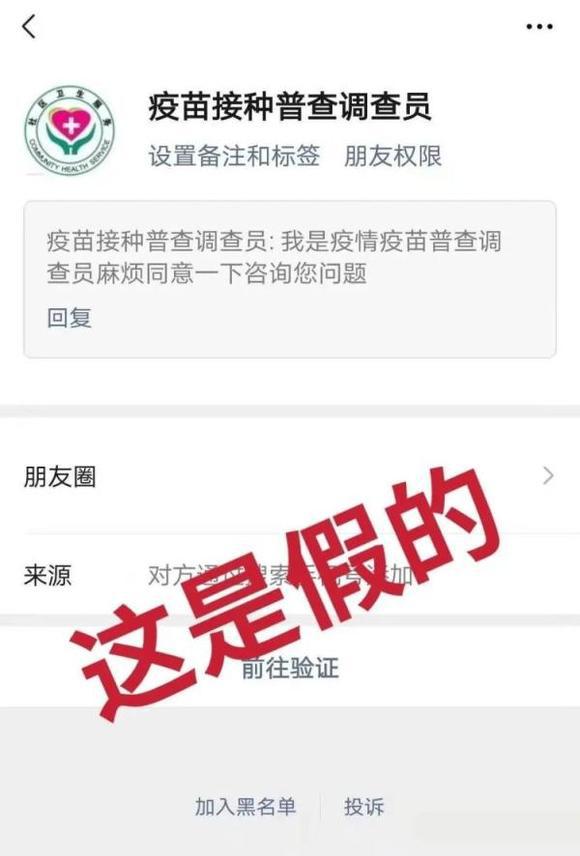 社区卫生服务
COMMUNITY HEALTH SERVICE
疫苗接种普查调查员
设置备注和标签 朋友权限
疫苗接种普查调查员: 我是疫情疫苗普查调
查员麻烦同意一下咨询您问题
回复
朋友圈
来源 对方通过搜索手机号添加
这是假的
前往验证
加入黑名单 投诉